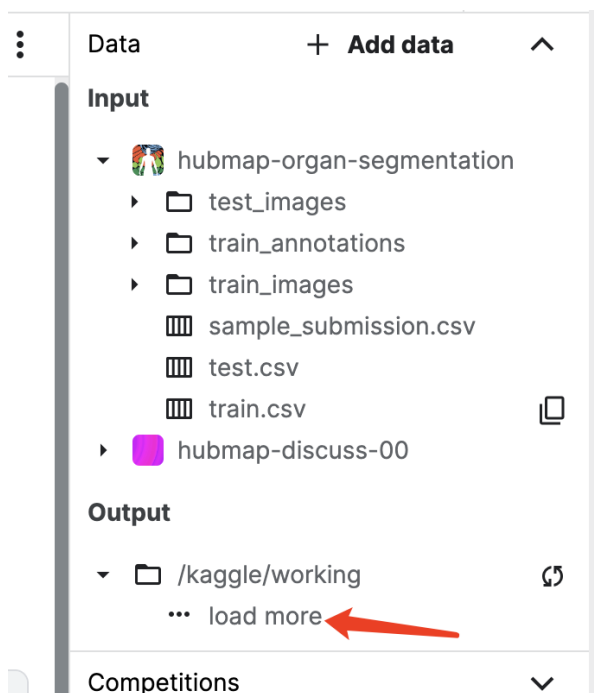 Data + Add data
Input
hubmap-organ-segmentation
test_images
train_annotations
train_images
sample_submission.csv
test.csv
train.csv
hubmap-discuss-00
Output
/kaggle/working
load more
Competitions